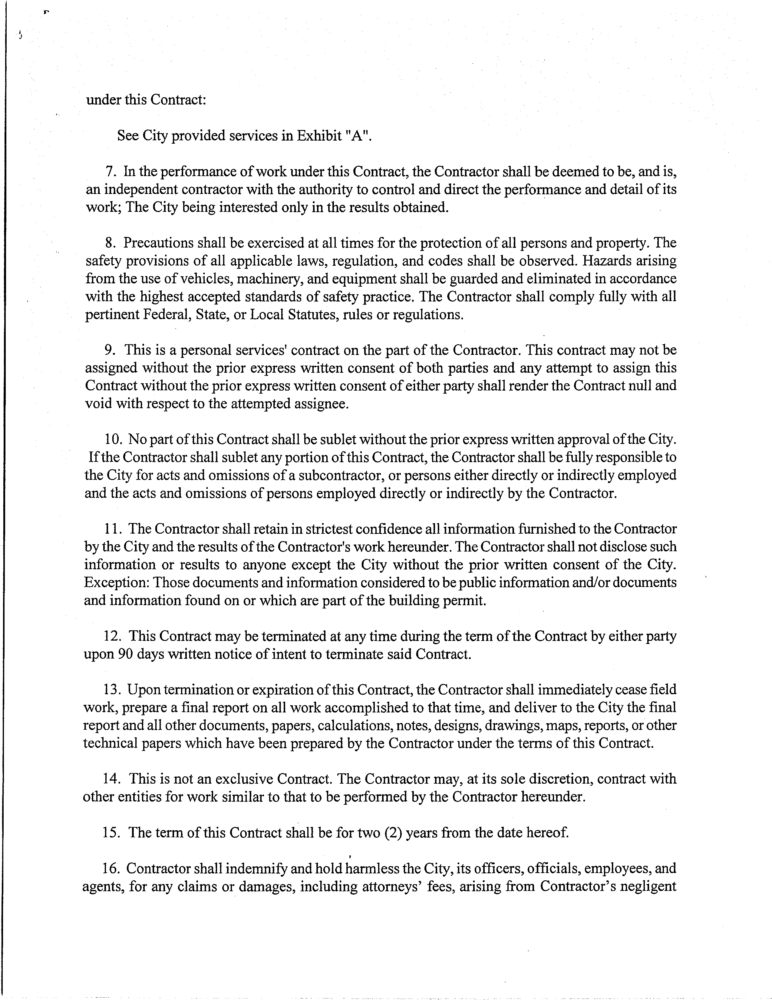 under this Contract:
See City provided services in Exhibit "A".
7. In the performance of work under this Contract, the Contractor shall be deemed to be, and is,
an independent contractor with the authority to control and direct the performance and detail of its
work; The City being interested only in the results obtained.
8. Precautions shall be exercised at all times for the protection of all persons and property. The
safety provisions of all applicable laws, regulation, and codes shall be observed. Hazards arising
from the use of vehicles, machinery, and equipment shall be guarded and eliminated in accordance
with the highest accepted standards of safety practice. The Contractor shall comply fully with all
pertinent Federal, State, or Local Statutes, rules or regulations.
9. This is a personal services' contract on the part of the Contractor. This contract may not be
assigned without the prior express written consent of both parties and any attempt to assign this
Contract without the prior express written consent of either party shall render the Contract null and
void with respect to the attempted assignee.
10. No part of this Contract shall be sublet without the prior express written approval of the City.
If the Contractor shall sublet any portion of this Contract, the Contractor shall be fully responsible to
the City for acts and omissions of a subcontractor, or persons either directly or indirectly employed
and the acts and omissions of persons employed directly or indirectly by the Contractor.
11. The Contractor shall retain in strictest confidence all information furnished to the Contractor
by the City and the results of the Contractor's work hereunder. The Contractor shall not disclose such
information or results to anyone except the City without the prior written consent of the City.
Exception: Those documents and information considered to be public information and/or documents
and information found on or which are part of the building permit.
12. This Contract may be terminated at any time during the term of the Contract by either party
upon 90 days written notice of intent to terminate said Contract.
13. Upon termination or expiration of this Contract, the Contractor shall immediately cease field
work, prepare a final report on all work accomplished to that time, and deliver to the City the final
report and all other documents, papers, calculations, notes, designs, drawings, maps, reports, or other
technical papers which have been prepared by the Contractor under the terms of this Contract.
14. This is not an exclusive Contract. The Contractor may, at its sole discretion, contract with
other entities for work similar to that to be performed by the Contractor hereunder.
15. The term of this Contract shall be for two (2) years from the date hereof.
16. Contractor shall indemnify and hold harmless the City, its officers, officials, employees, and
agents, for any claims or damages, including attorneys’ fees, arising from Contractor’s negligent